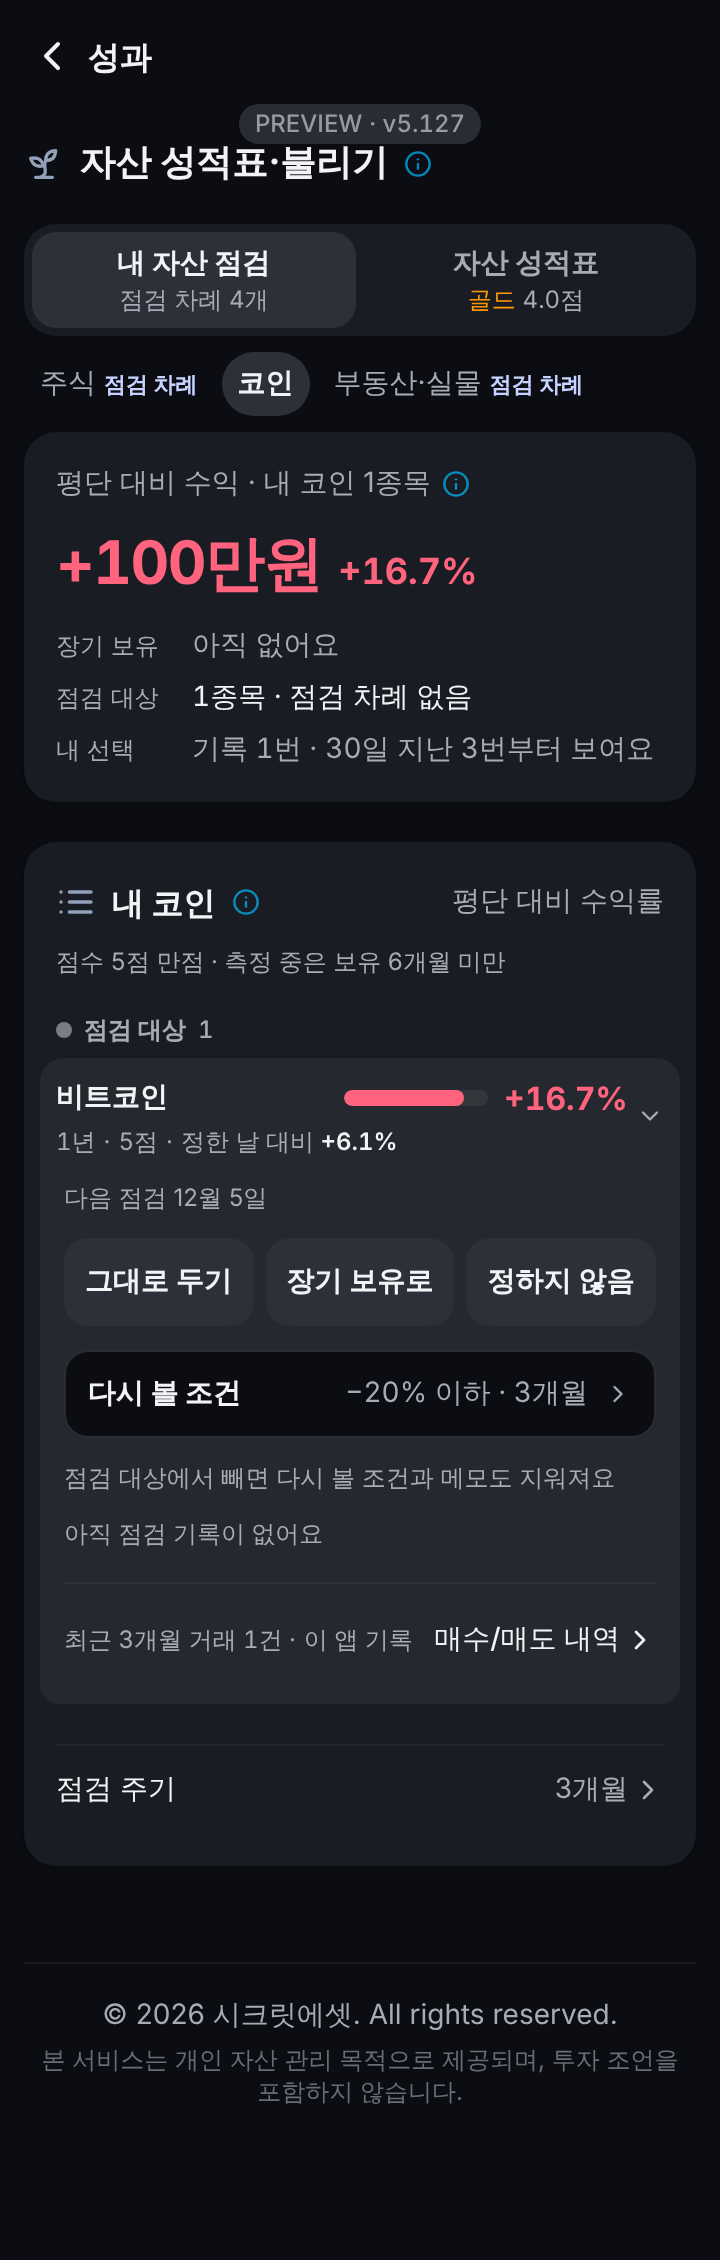 성과
PREVIEW · v5.127
자산 성적표·불리기
내 자산 점검
점검 차례 4개
자산 성적표
골드 4.0점
주식 점검 차례 코인 부동산·실물 점검 차례
평단 대비 수익 · 내 코인 1종목
+100만원 +16.7%
장기 보유 아직 없어요
점검 대상 1종목 · 점검 차례 없음
내 선택 기록 1번 · 30일 지난 3번부터 보여요
내 코인 평단 대비 수익률
점수 5점 만점 · 측정 중은 보유 6개월 미만
점검 대상 1
비트코인 +16.7%
1년 · 5점 · 정한 날 대비 +6.1%
다음 점검 12월 5일
그대로 두기 장기 보유로 정하지 않음
다시 볼 조건 −20% 이하 · 3개월
점검 대상에서 빼면 다시 볼 조건과 메모도 지워져요
아직 점검 기록이 없어요
최근 3개월 거래 1건 · 이 앱 기록 매수/매도 내역
점검 주기 3개월
© 2026 시크릿에셋. All rights reserved.
본 서비스는 개인 자산 관리 목적으로 제공되며, 투자 조언을
포함하지 않습니다.